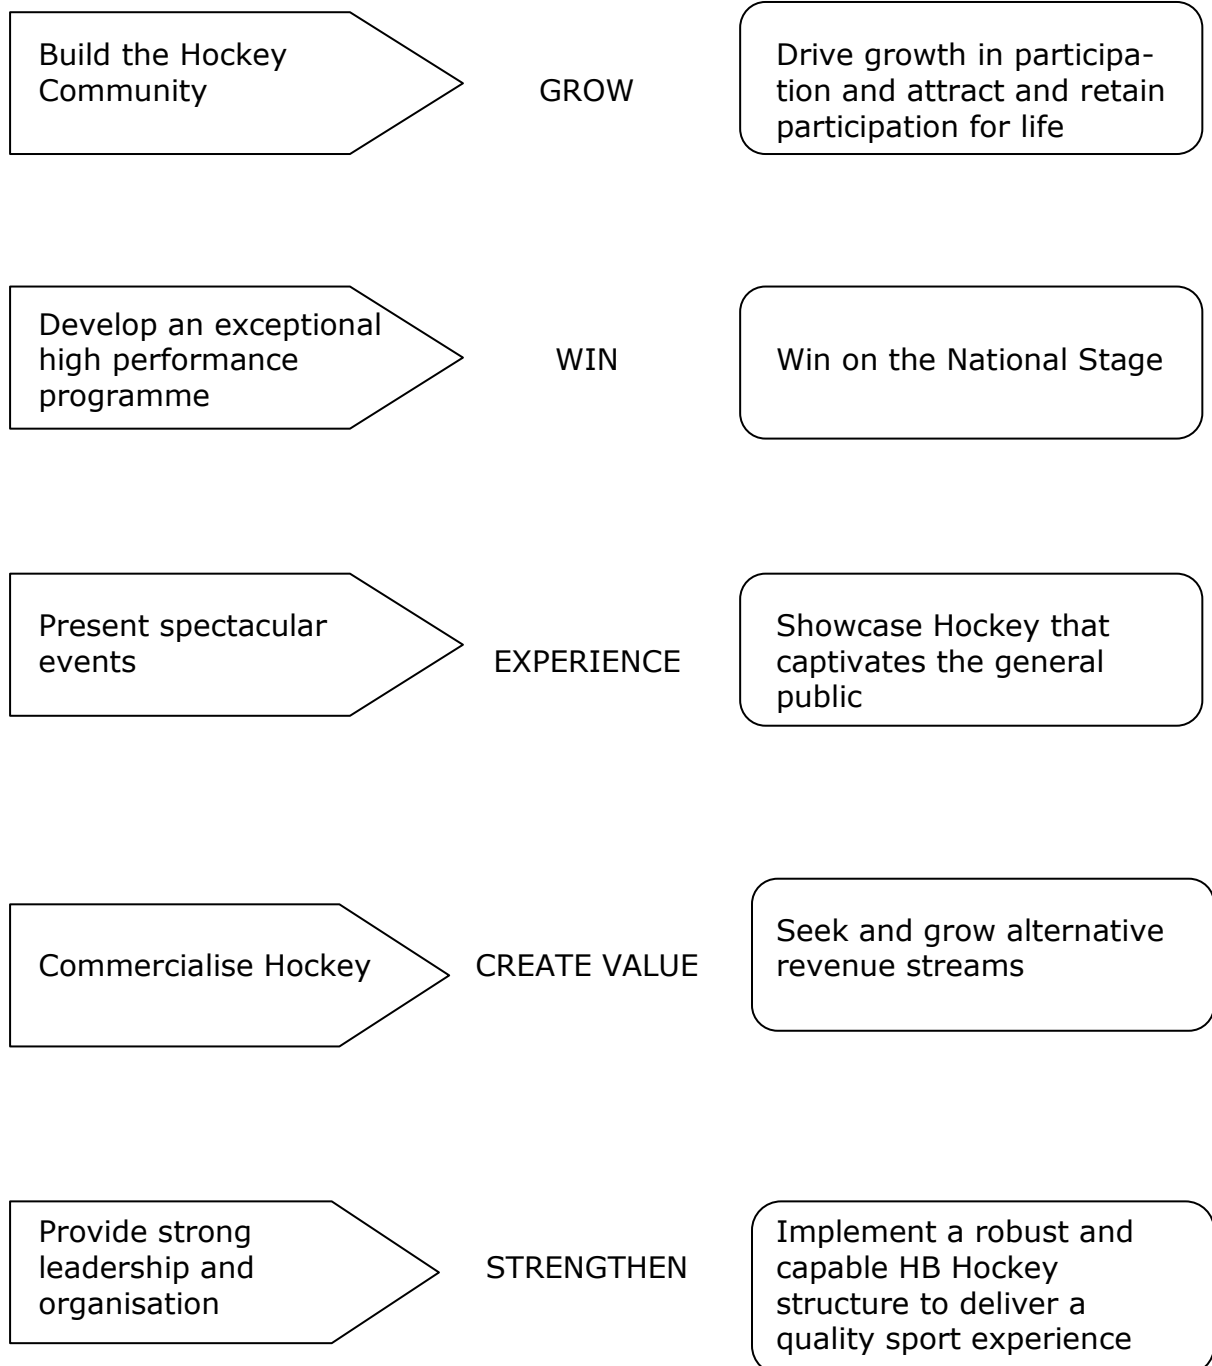 Build the Hockey
Community
GROW
Drive growth in participa-
tion and attract and retain
participation for life
Develop an exceptional
high performance
programme
WIN
Win on the National Stage
Present spectacular
events
EXPERIENCE
Showcase Hockey that
captivates the general
public
Commercialise Hockey
CREATE VALUE
Seek and grow alternative
revenue streams
Provide strong
leadership and
organisation
STRENGTHEN
Implement a robust and
capable HB Hockey
structure to deliver a
quality sport experience